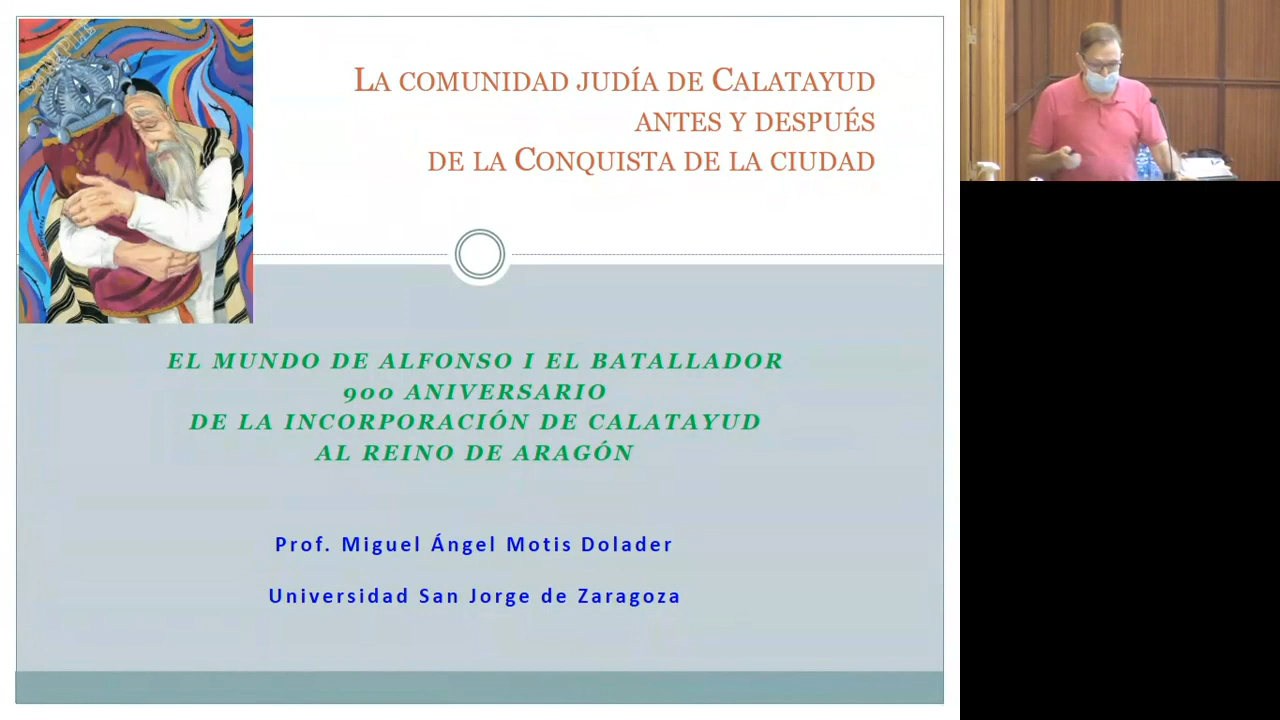 La comunidad judía de Calatayud
antes y después
de la Conquista de la ciudad
EL MUNDO DE ALFONSO I EL BATALLADOR
900 ANIVERSARIO
DE LA INCORPORACIÓN DE CALATAYUD
AL REINO DE ARAGÓN
Prof. Miguel Ángel Motis Dolader
Universidad San Jorge de Zaragoza